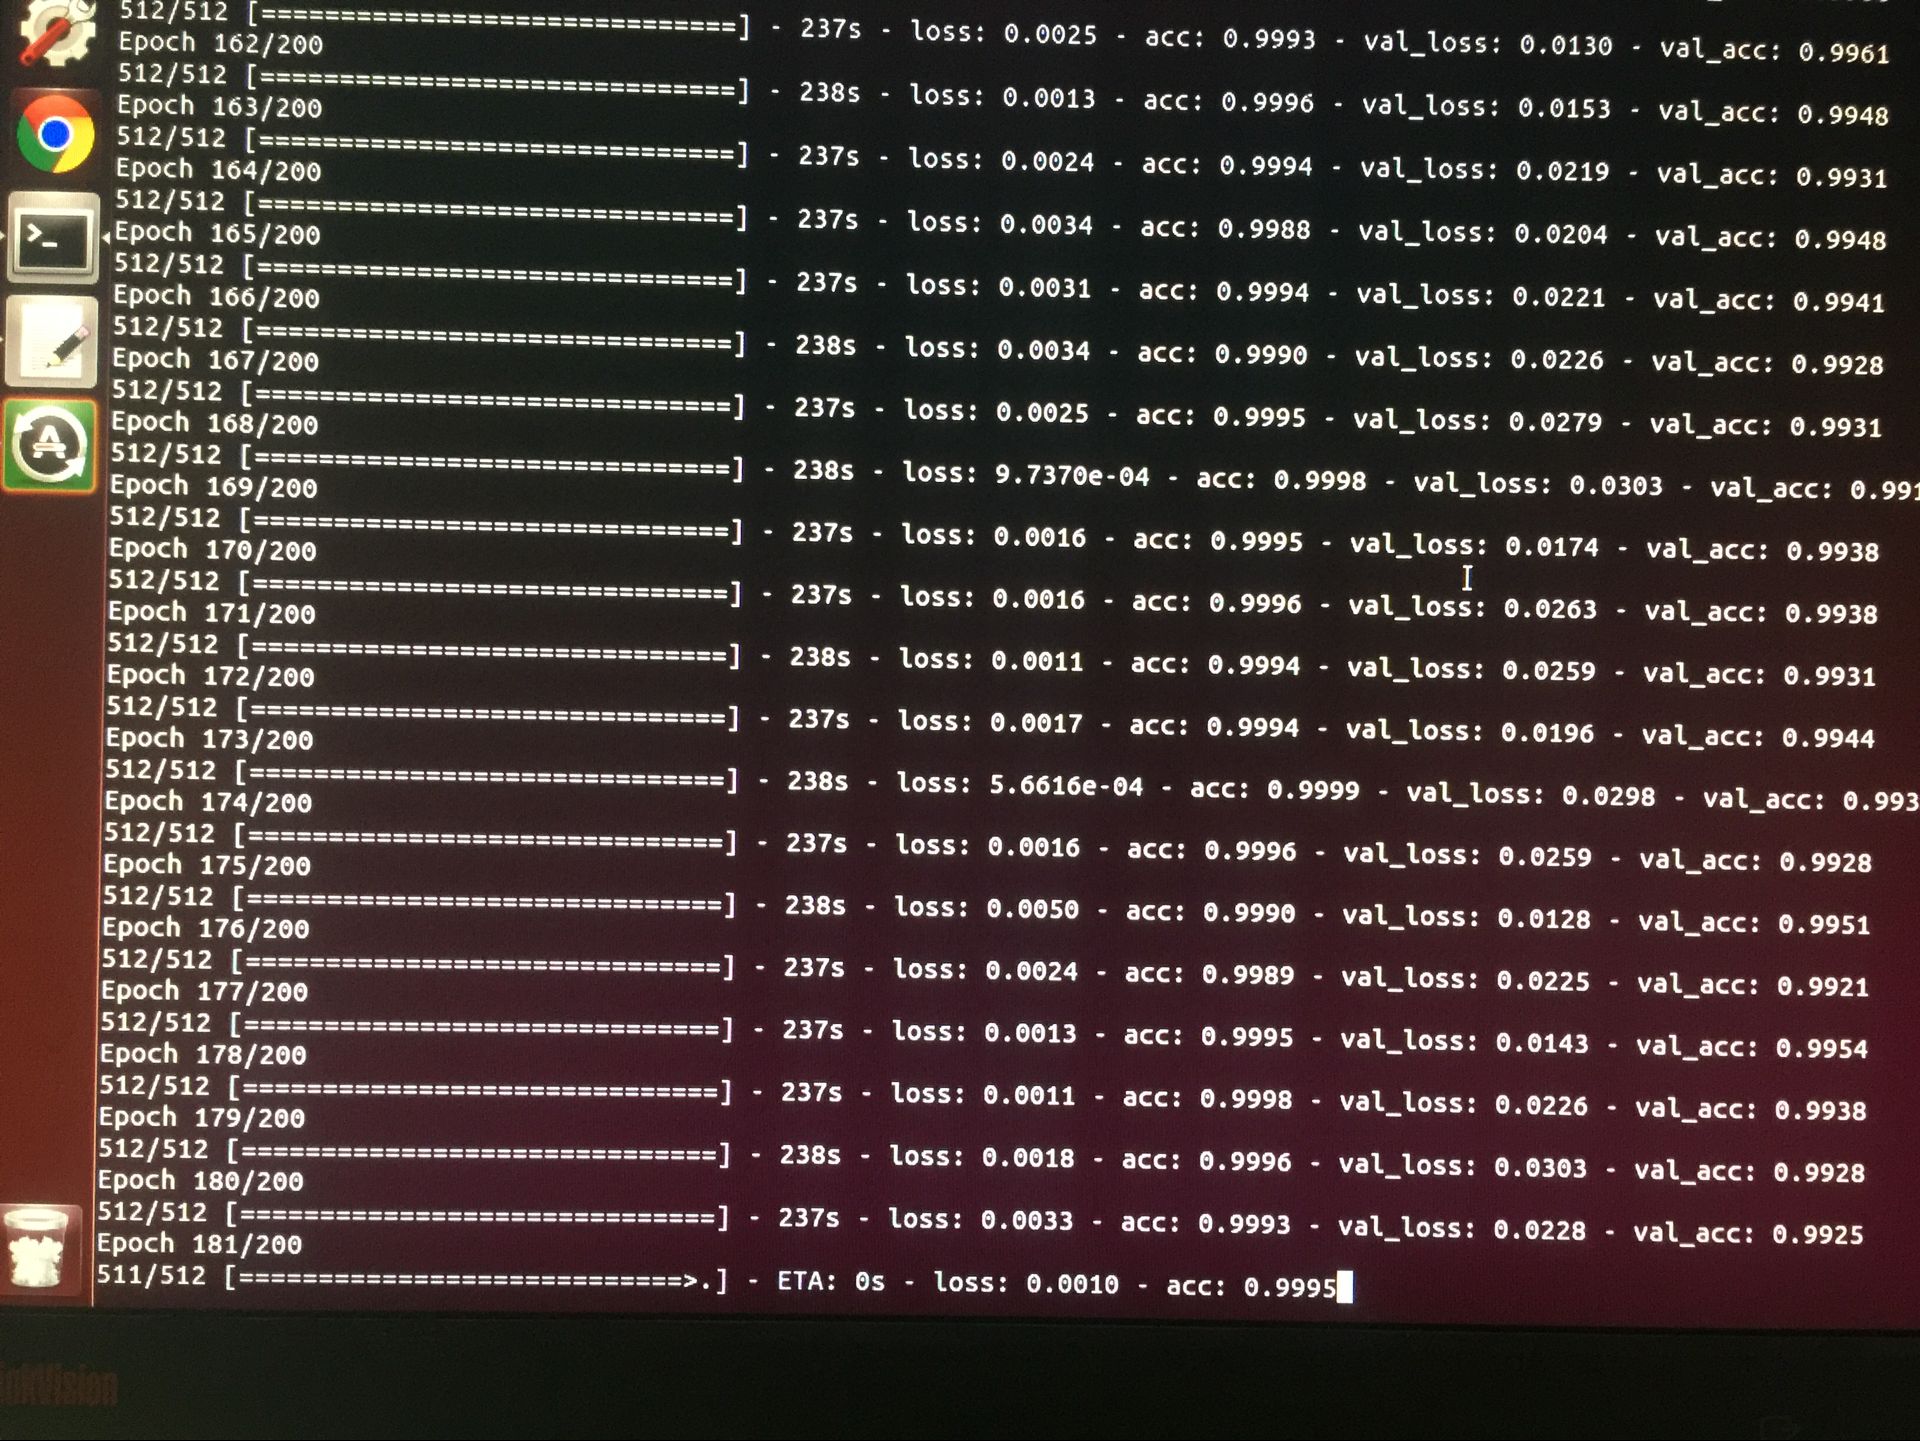 512/512 [==============================] - 237s - loss: 0.0025 - acc: 0.9993 - val_loss: 0.0130 - val_acc: 0.9961
Epoch 162/200
512/512 [==============================] - 238s - loss: 0.0013 - acc: 0.9996 - val_loss: 0.0153 - val_acc: 0.9948
Epoch 163/200
512/512 [==============================] - 237s - loss: 0.0024 - acc: 0.9994 - val_loss: 0.0219 - val_acc: 0.9931
Epoch 164/200
512/512 [==============================] - 237s - loss: 0.0034 - acc: 0.9988 - val_loss: 0.0204 - val_acc: 0.9948
Epoch 165/200
512/512 [==============================] - 237s - loss: 0.0031 - acc: 0.9994 - val_loss: 0.0221 - val_acc: 0.9941
Epoch 166/200
512/512 [==============================] - 238s - loss: 0.0034 - acc: 0.9990 - val_loss: 0.0226 - val_acc: 0.9928
Epoch 167/200
512/512 [==============================] - 237s - loss: 0.0025 - acc: 0.9995 - val_loss: 0.0279 - val_acc: 0.9931
Epoch 168/200
512/512 [==============================] - 238s - loss: 9.7370e-04 - acc: 0.9998 - val_loss: 0.0303 - val_acc: 0.991
Epoch 169/200
512/512 [==============================] - 237s - loss: 0.0016 - acc: 0.9995 - val_loss: 0.0174 - val_acc: 0.9938
Epoch 170/200
512/512 [==============================] - 237s - loss: 0.0016 - acc: 0.9996 - val_loss: 0.0263 - val_acc: 0.9938
Epoch 171/200
512/512 [==============================] - 238s - loss: 0.0011 - acc: 0.9994 - val_loss: 0.0259 - val_acc: 0.9931
Epoch 172/200
512/512 [==============================] - 237s - loss: 0.0017 - acc: 0.9994 - val_loss: 0.0196 - val_acc: 0.9944
Epoch 173/200
512/512 [==============================] - 238s - loss: 5.6616e-04 - acc: 0.9999 - val_loss: 0.0298 - val_acc: 0.993
Epoch 174/200
512/512 [==============================] - 237s - loss: 0.0016 - acc: 0.9996 - val_loss: 0.0259 - val_acc: 0.9928
Epoch 175/200
512/512 [==============================] - 238s - loss: 0.0050 - acc: 0.9990 - val_loss: 0.0128 - val_acc: 0.9951
Epoch 176/200
512/512 [==============================] - 237s - loss: 0.0024 - acc: 0.9989 - val_loss: 0.0225 - val_acc: 0.9921
Epoch 177/200
512/512 [==============================] - 237s - loss: 0.0013 - acc: 0.9995 - val_loss: 0.0143 - val_acc: 0.9954
Epoch 178/200
512/512 [==============================] - 237s - loss: 0.0011 - acc: 0.9998 - val_loss: 0.0226 - val_acc: 0.9938
Epoch 179/200
512/512 [==============================] - 238s - loss: 0.0018 - acc: 0.9996 - val_loss: 0.0303 - val_acc: 0.9928
Epoch 180/200
512/512 [==============================] - 237s - loss: 0.0033 - acc: 0.9993 - val_loss: 0.0228 - val_acc: 0.9925
Epoch 181/200
511/512 [============================>.] - ETA: 0s - loss: 0.0010 - acc: 0.9995